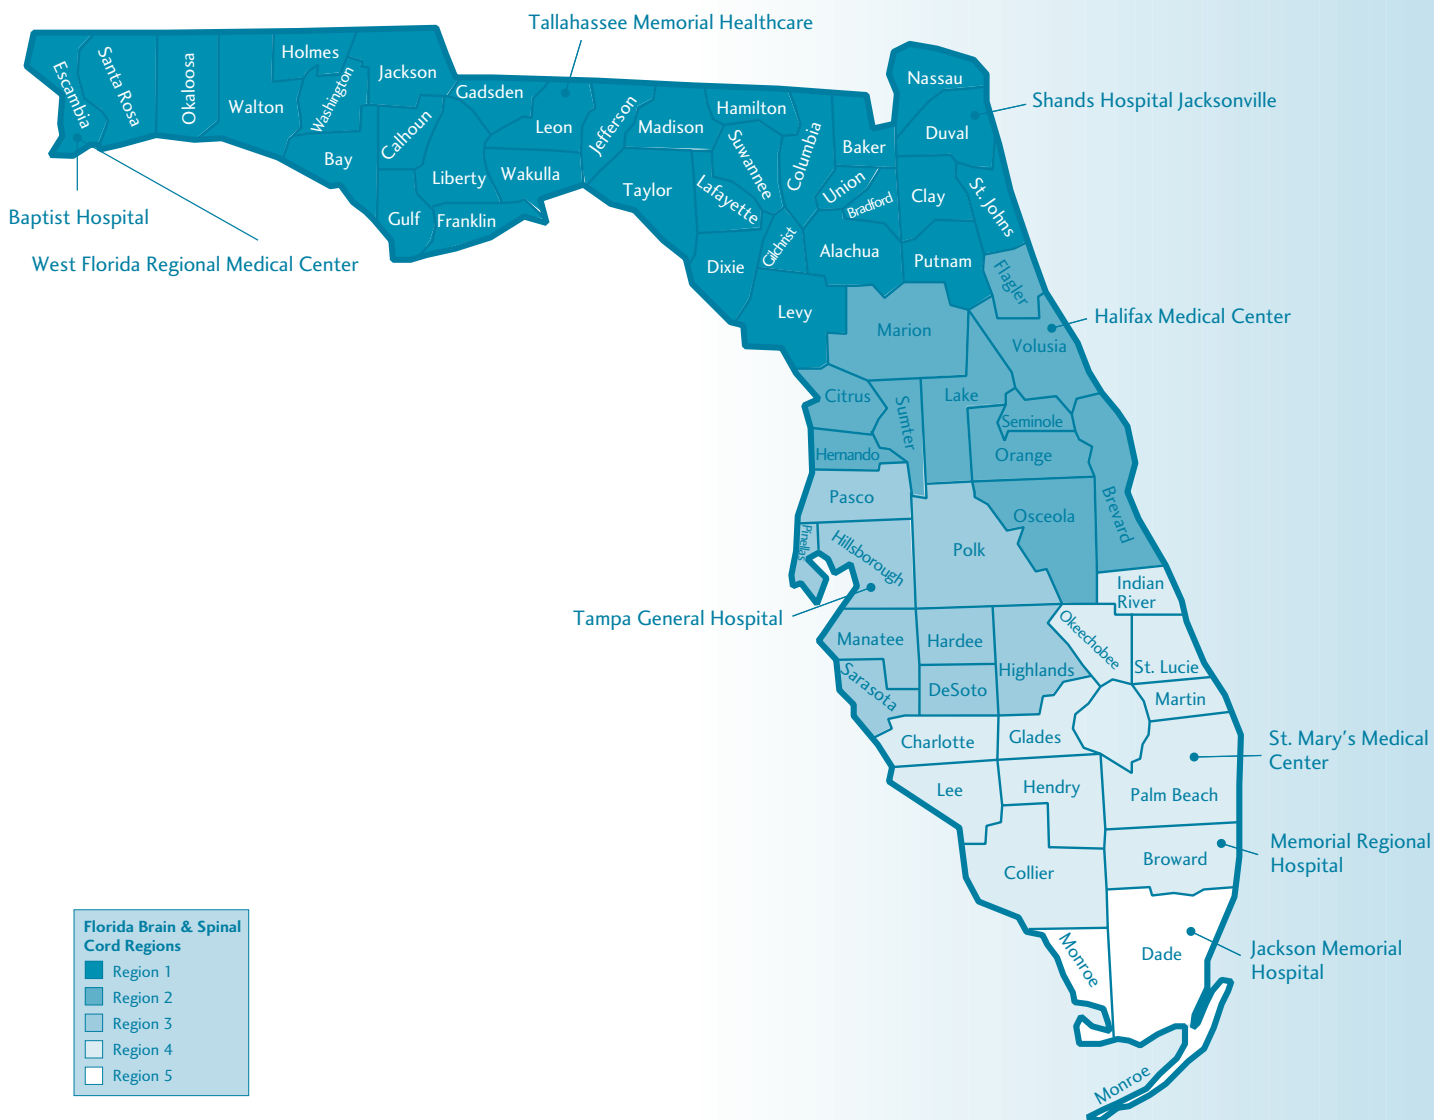 Tallahassee Memorial Healthcare
Holmes
Jackson
Nassau
Escambia
Santa Rosa
Okaloosa
Walton
Washington
Gadsden
Hamilton
Shands Hospital Jacksonville
Calhoun
Leon
Jefferson
Madison
Suwannee
Columbia
Baker
Duval
Bay
Liberty
Wakulla
Taylor
Lafayette
Union
Bradford
Clay
St. Johns
Baptist Hospital
Gulf
Franklin
West Florida Regional Medical Center
Dixie
Gilchrist
Alachua
Putnam
Flagler
Levy
Marion
Halifax Medical Center
Volusia
Citrus
Sumter
Lake
Seminole
Hernando
Orange
Pasco
Brevard
Osceola
Pinellas
Hillsborough
Polk
Indian
River
Tampa General Hospital
Manatee
Hardee
Okeechobee
Sarasota
DeSoto
Highlands
St. Lucie
Martin
Charlotte
Glades
St. Mary's Medical
Center
Lee
Hendry
Palm Beach
Memorial Regional
Hospital
Broward
Collier
Monroe
Dade
Jackson Memorial
Hospital
Monroe
Florida Brain & Spinal
Cord Regions
Region 1
Region 2
Region 3
Region 4
Region 5